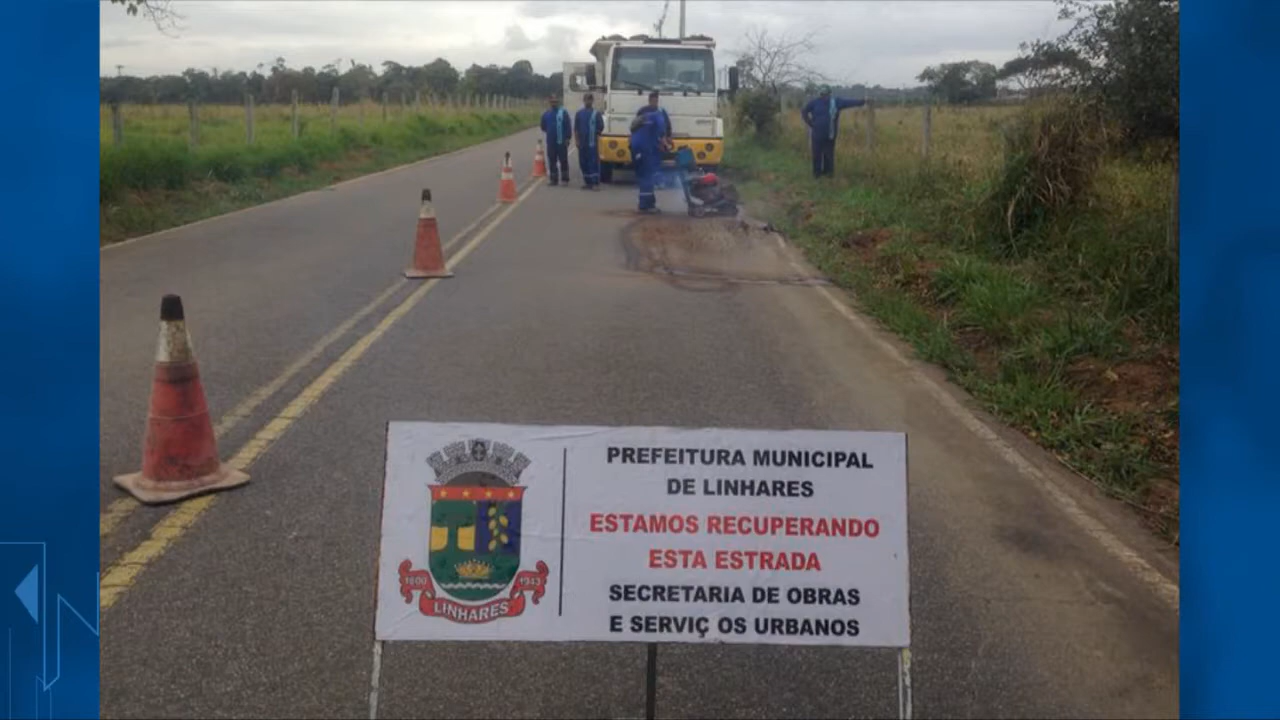 PREFEITURA MUNICIPAL
DE LINHARES
ESTAMOS RECUPERANDO
ESTA ESTRADA
SECRETARIA DE OBRAS
E SERVIÇ OS URBANOS
1800 1943
LINHARES